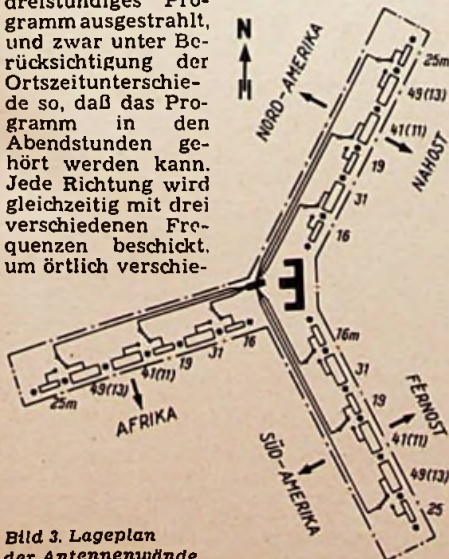 dreistündiges Pro-
gramm ausgestrahlt,
und zwar unter Be-
rücksichtigung der
Ortszeitunterschie-
de so, daß das Pro-
gramm in den
Abendstunden ge-
hört werden kann.
Jede Richtung wird
gleichzeitig mit drei
verschiedenen Fre-
quenzen beschickt,
um örtlich verschie-
N
NORD-AMERIKA
25m
49(13)
41(11)
NAHOST
19
31
16
16
31
19
41(11)
49(13)
25m
AFRIKA
16m
31
19
FERNOST
41(11)
49(13)
25
SÜD-AMERIKA
Bild 3. Lageplan
der Antennenwände